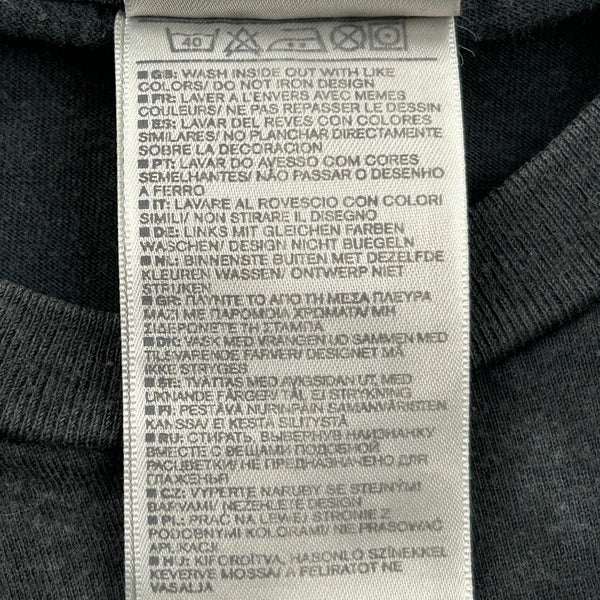 40
GB: WASH INSIDE OUT WITH LIKE
COLORS/ DO NOT IRON DESIGN
FR: LAVER A L'ENVERS AVEC MEMES
COULEURS/ NE PAS REPASSER LE DESSIN
ES: LAVAR DEL REVES CON COLORES
SIMILARES/ NO PLANCHAR DIRECTAMENTE
SOBRE LA DECORACION
PT: LAVAR DO AVESSO COM CORES
SEMELHANTES/ NÃO PASSAR O DESENHO
A FERRO
IT: LAVARE AL ROVESCIO CON COLORI
SIMILI/ NON STIRARE IL DISEGNO
DE: LINKS MIT GLEICHEN FARBEN
WASCHEN/ DESIGN NICHT BUEGELN
NL: BINNENSTE BUITEN MET DEZELFDE
KLEUREN WASSEN/ ONTWERP NIET
STRIJKEN
GR: ΠΛΥΝΤΕ ΤΟ ΑΠΟ ΤΗ ΜΕΣΑ ΠΛΕΥΡΑ
ΜΑΖΙ ΜΕ ΠΑΡΟΜΟΙΑ ΧΡΩΜΑΤΑ/ ΜΗ
ΣΙΔΕΡΩΝΕΤΕ ΤΗ ΣΤΑΜΠΑ
DK: VASK MED VRANGEN UD SAMMEN MED
TILSVARENDE FARVER/ DESIGNET MÅ
IKKE STRYGES
SE: TVÄTTAS MED AVIGSIDAN UT MED
LIKNANDE FÄRGER/ TÅL EJ STRYKNING
FI: PESTÄVÄ NURINPÄIN SAMANVÄRISTEN
KANSSA/ EI KESTÄ SILITYSTÄ
RU: СТИРАТЬ, ВЫВЕРНУВ НАИЗНАНКУ
ВМЕСТЕ С ВЕЩАМИ ПОДОБНОЙ
РАСЦВЕТКИ/ НЕ ПРЕДНАЗНАЧЕНО ДЛЯ
ГЛАЖЕНЬЯ
CZ: VYPERTE NARUBY SE STEJNÝMI
BARVAMI/ NEŽEHLETE DESIGN
PL: PRAĆ NA LEWEJ STRONIE Z
PODOBNYMI KOLORAMI/ NIE PRASOWAĆ
APLIKACJI
HU: KIFORDÍTVA, HASONLÓ SZÍNEKKEL
KEVERVE MOSSA/ A FELIRATOT NE
VASALJA